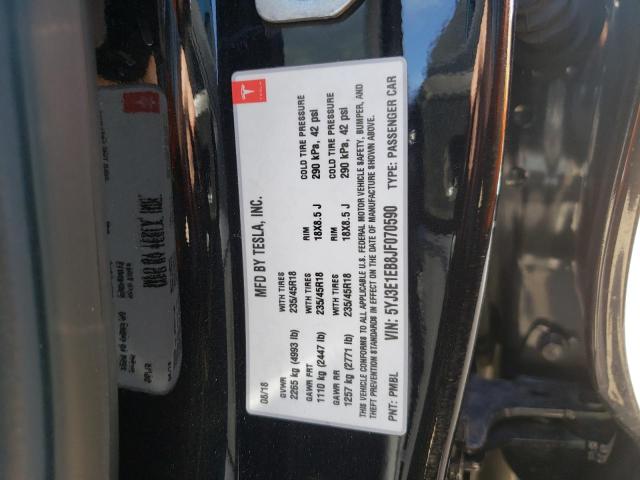 TESLA
MFD BY TESLA, INC.
08/18
GVWR WITH TIRES RIM COLD TIRE PRESSURE
2265 kg (4993 lb) 235/45R18 18X8.5 J 290 kPa, 42 psi
GAWR FRT WITH TIRES RIM COLD TIRE PRESSURE
1110 kg (2447 lb) 235/45R18 18X8.5 J 290 kPa, 42 psi
GAWR RR WITH TIRES
1257 kg (2771 lb) 235/45R18
THIS VEHICLE CONFORMS TO ALL APPLICABLE U.S. FEDERAL MOTOR VEHICLE SAFETY, BUMPER, AND
THEFT PREVENTION STANDARDS IN EFFECT ON THE DATE OF MANUFACTURE SHOWN ABOVE.
PNT: PMBL VIN: 5YJ3E1EB8JF070590 TYPE: PASSENGER CAR